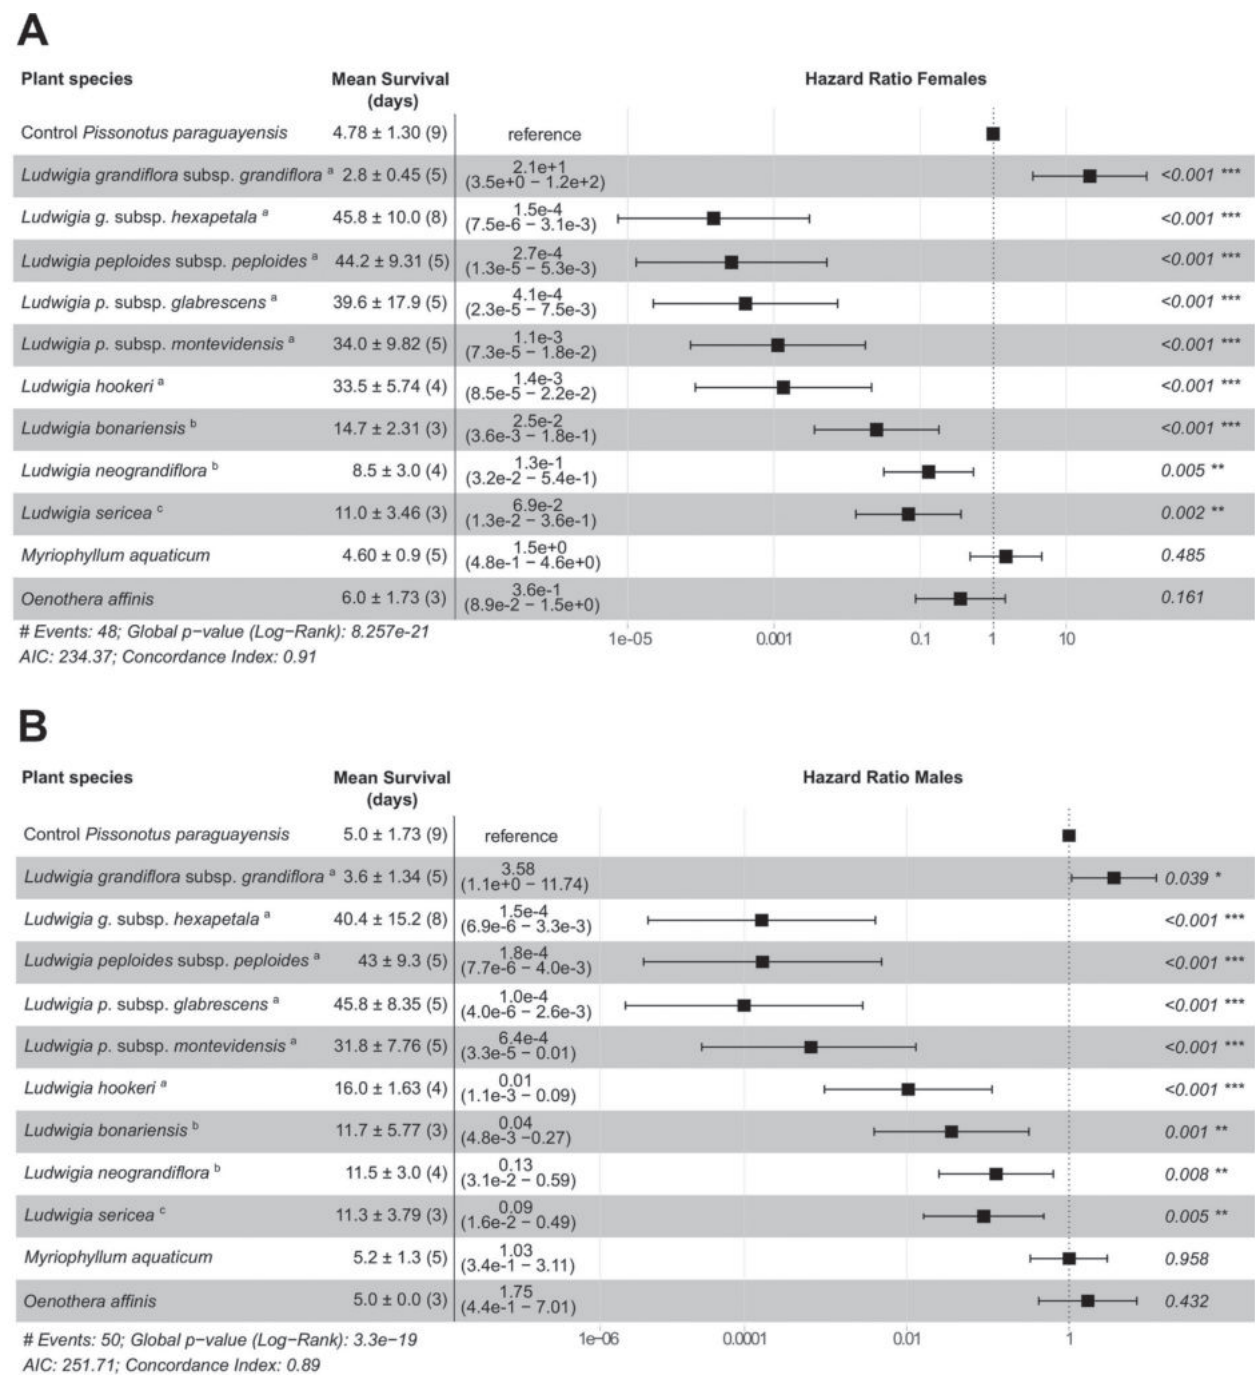 A
Plant species Mean Survival (days) Hazard Ratio Females
Control Pissonotus paraguayensis 4.78 ± 1.30 (9) reference
Ludwigia grandiflora subsp. grandiflora a 2.8 ± 0.45 (5) 2.1e+1 (3.5e+0 − 1.2e+2) <0.001 ***
Ludwigia g. subsp. hexapetala a 45.8 ± 10.0 (8) 1.5e-4 (7.5e-6 − 3.1e-3) <0.001 ***
Ludwigia peploides subsp. peploides a 44.2 ± 9.31 (5) 2.7e-4 (1.3e-5 − 5.3e-3) <0.001 ***
Ludwigia p. subsp. glabrescens a 39.6 ± 17.9 (5) 4.1e-4 (2.3e-5 − 7.5e-3) <0.001 ***
Ludwigia p. subsp. montevidensis a 34.0 ± 9.82 (5) 1.1e-3 (7.3e-5 − 1.8e-2) <0.001 ***
Ludwigia hookeri a 33.5 ± 5.74 (4) 1.4e-3 (8.5e-5 − 2.2e-2) <0.001 ***
Ludwigia bonariensis b 14.7 ± 2.31 (3) 2.5e-2 (3.6e-3 − 1.8e-1) <0.001 ***
Ludwigia neograndiflora b 8.5 ± 3.0 (4) 1.3e-1 (3.2e-2 − 5.4e-1) 0.005 **
Ludwigia sericea c 11.0 ± 3.46 (3) 6.9e-2 (1.3e-2 − 3.6e-1) 0.002 **
Myriophyllum aquaticum 4.60 ± 0.9 (5) 1.5e+0 (4.8e-1 − 4.6e+0) 0.485
Oenothera affinis 6.0 ± 1.73 (3) 3.6e-1 (8.9e-2 − 1.5e+0) 0.161
# Events: 48; Global p−value (Log−Rank): 8.257e-21
1e-05 0.001 0.1 1 10
AIC: 234.37; Concordance Index: 0.91
B
Plant species Mean Survival (days) Hazard Ratio Males
Control Pissonotus paraguayensis 5.0 ± 1.73 (9) reference
Ludwigia grandiflora subsp. grandiflora a 3.6 ± 1.34 (5) 3.58 (1.1e+0 − 11.74) 0.039 *
Ludwigia g. subsp. hexapetala a 40.4 ± 15.2 (8) 1.5e-4 (6.9e-6 − 3.3e-3) <0.001 ***
Ludwigia peploides subsp. peploides a 43 ± 9.3 (5) 1.8e-4 (7.7e-6 − 4.0e-3) <0.001 ***
Ludwigia p. subsp. glabrescens a 45.8 ± 8.35 (5) 1.0e-4 (4.0e-6 − 2.6e-3) <0.001 ***
Ludwigia p. subsp. montevidensis a 31.8 ± 7.76 (5) 6.4e-4 (3.3e-5 − 0.01) <0.001 ***
Ludwigia hookeri a 16.0 ± 1.63 (4) 0.01 (1.1e-3 − 0.09) <0.001 ***
Ludwigia bonariensis b 11.7 ± 5.77 (3) 0.04 (4.8e-3 −0.27) 0.001 **
Ludwigia neograndiflora b 11.5 ± 3.0 (4) 0.13 (3.1e-2 − 0.59) 0.008 **
Ludwigia sericea c 11.3 ± 3.79 (3) 0.09 (1.6e-2 − 0.49) 0.005 **
Myriophyllum aquaticum 5.2 ± 1.3 (5) 1.03 (3.4e-1 − 3.11) 0.958
Oenothera affinis 5.0 ± 0.0 (3) 1.75 (4.4e-1 − 7.01) 0.432
# Events: 50; Global p−value (Log−Rank): 3.3e−19
1e−06 0.0001 0.01 1
AIC: 251.71; Concordance Index: 0.89